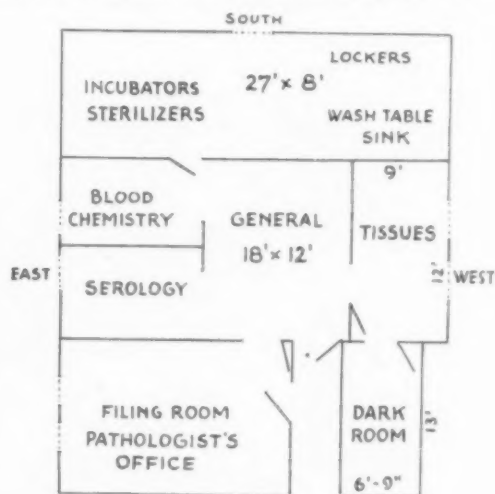 SOUTH
LOCKERS
INCUBATORS
STERILIZERS
27' x 8'
WASH TABLE
SINK
9'
BLOOD
CHEMISTRY
GENERAL
18' x 12'
TISSUES
EAST
12'
WEST
SEROLOGY
FILING ROOM
PATHOLOGIST'S
OFFICE
DARK
ROOM
13'
6'-9"